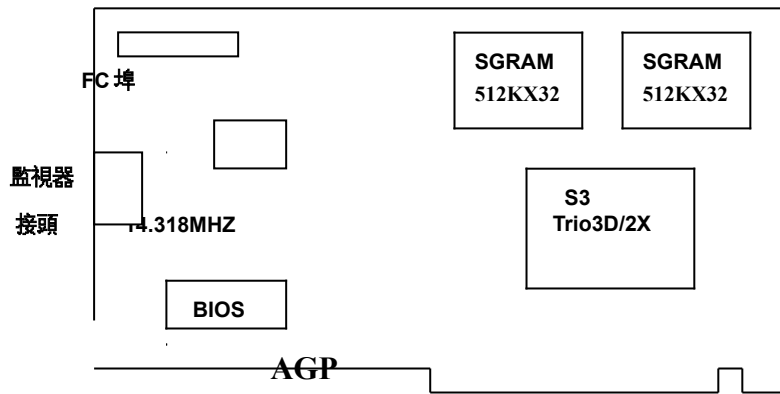 SGRAM
512KX32
SGRAM
512KX32
FC 埠
監視器
接頭
14.318MHZ
S3
Trio3D/2X
BIOS
AGP